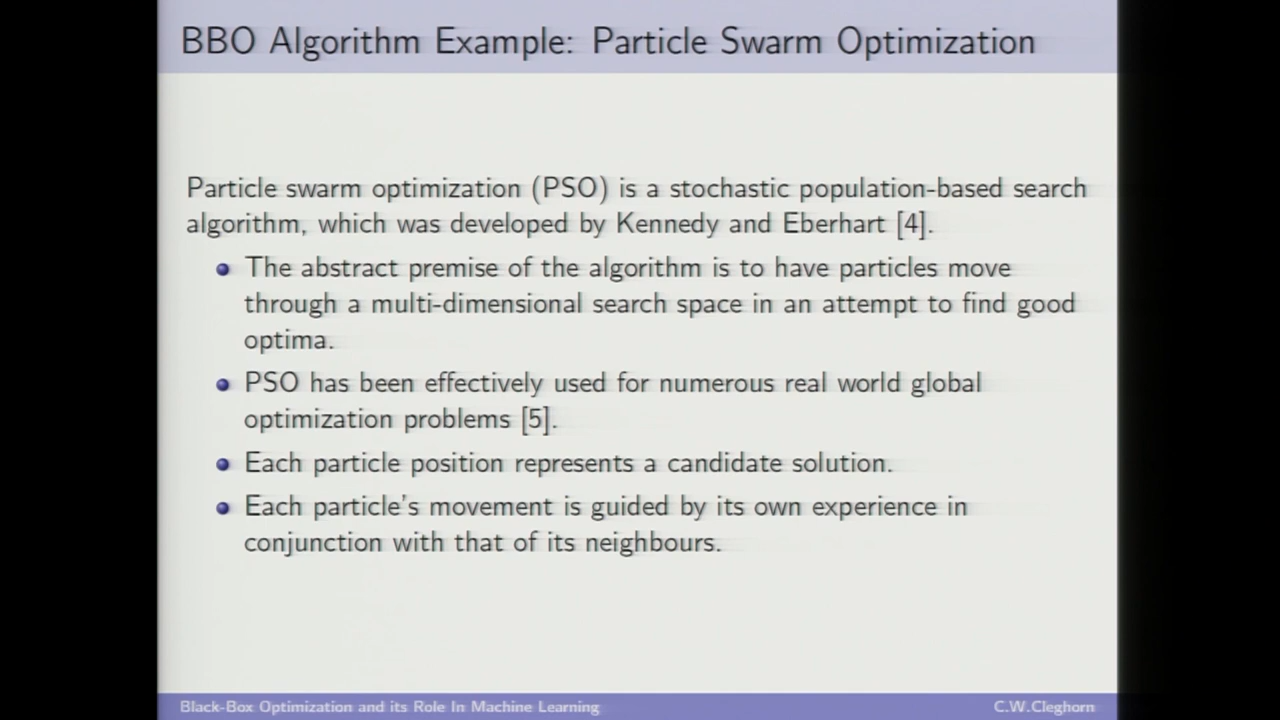 BBO Algorithm Example: Particle Swarm Optimization
Particle swarm optimization (PSO) is a stochastic population-based search
algorithm, which was developed by Kennedy and Eberhart [4].
The abstract premise of the algorithm is to have particles move
through a multi-dimensional search space in an attempt to find good
optima.
PSO has been effectively used for numerous real world global
optimization problems [5].
Each particle position represents a candidate solution.
Each particle's movement is guided by its own experience in
conjunction with that of its neighbours.
Black-Box Optimization and its Role In Machine Learning
C.W.Cleghorn